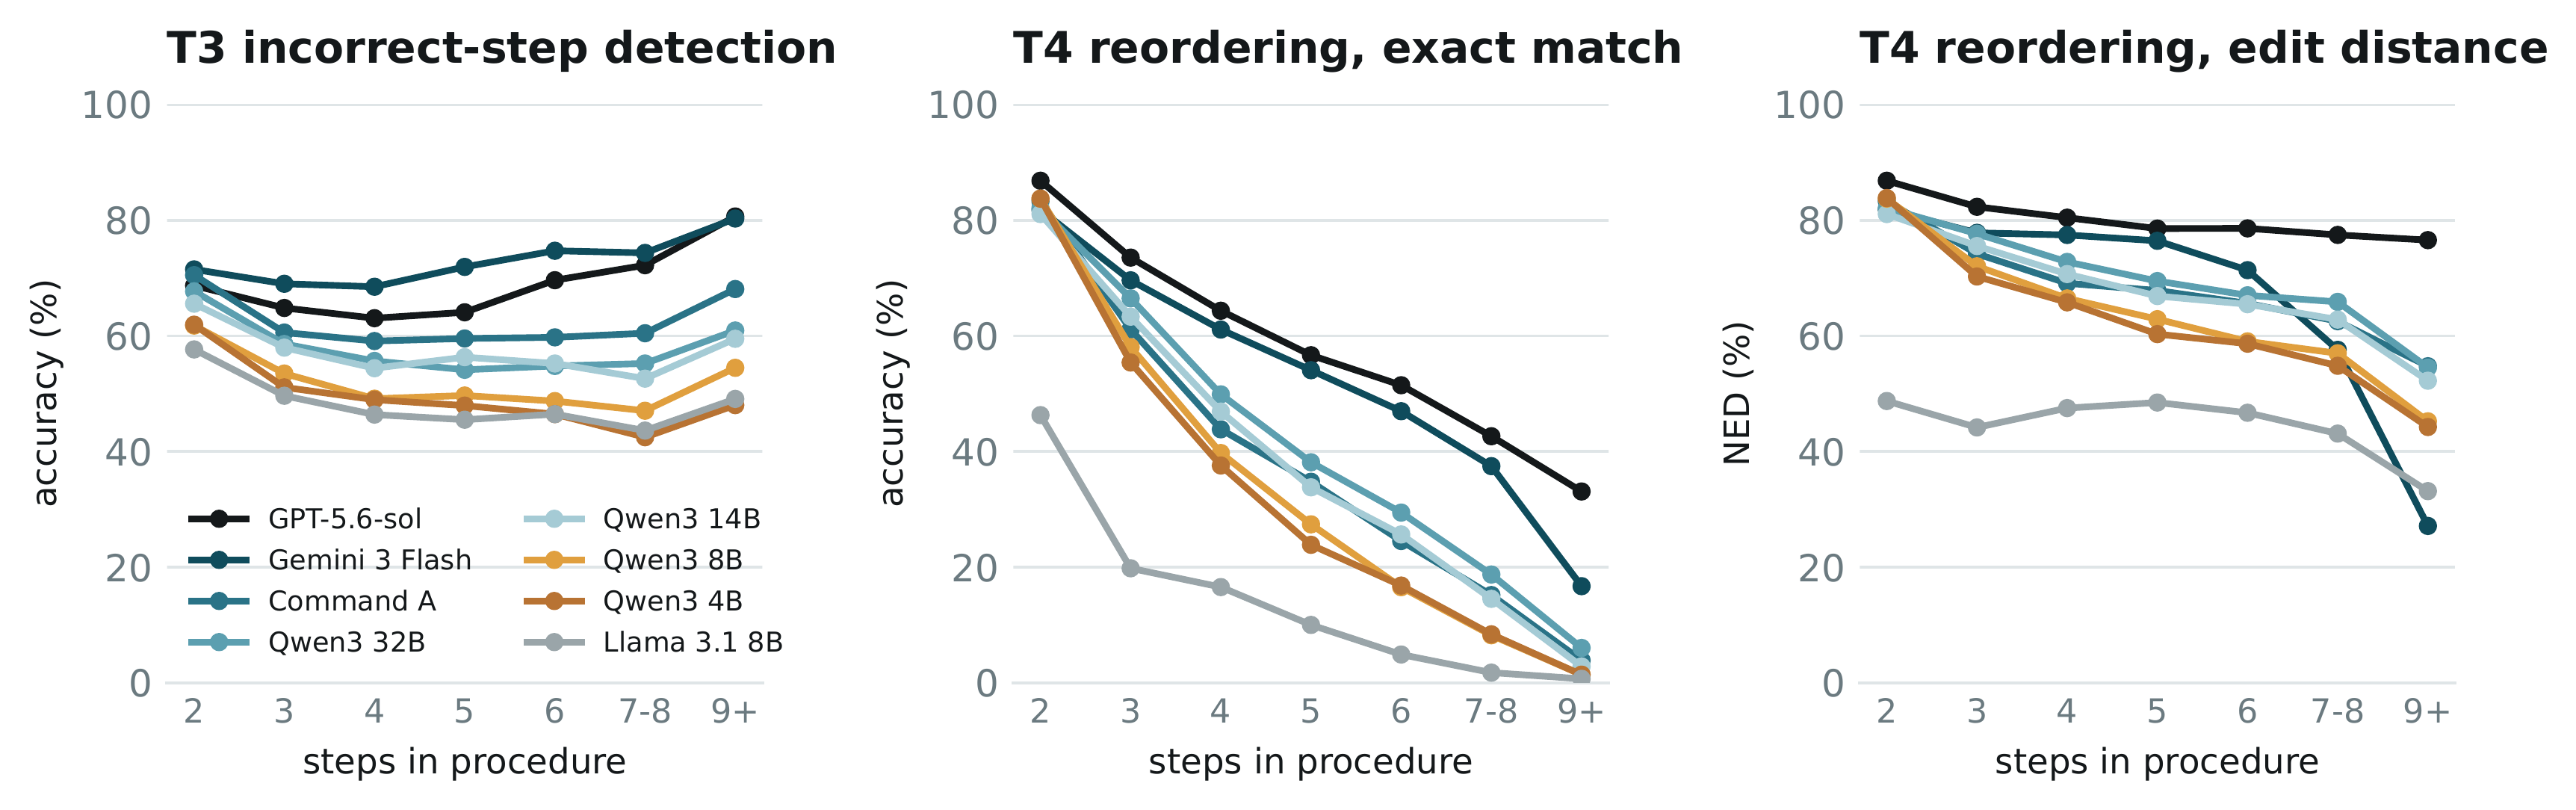 T3 incorrect-step detection
accuracy (%)
100
80
60
40
20
0
GPT-5.6-sol
Gemini 3 Flash
Command A
Qwen3 32B
Qwen3 14B
Qwen3 8B
Qwen3 4B
Llama 3.1 8B
2 3 4 5 6 7-8 9+
steps in procedure
T4 reordering, exact match
accuracy (%)
100
80
60
40
20
0
2 3 4 5 6 7-8 9+
steps in procedure
T4 reordering, edit distance
NED (%)
100
80
60
40
20
0
2 3 4 5 6 7-8 9+
steps in procedure